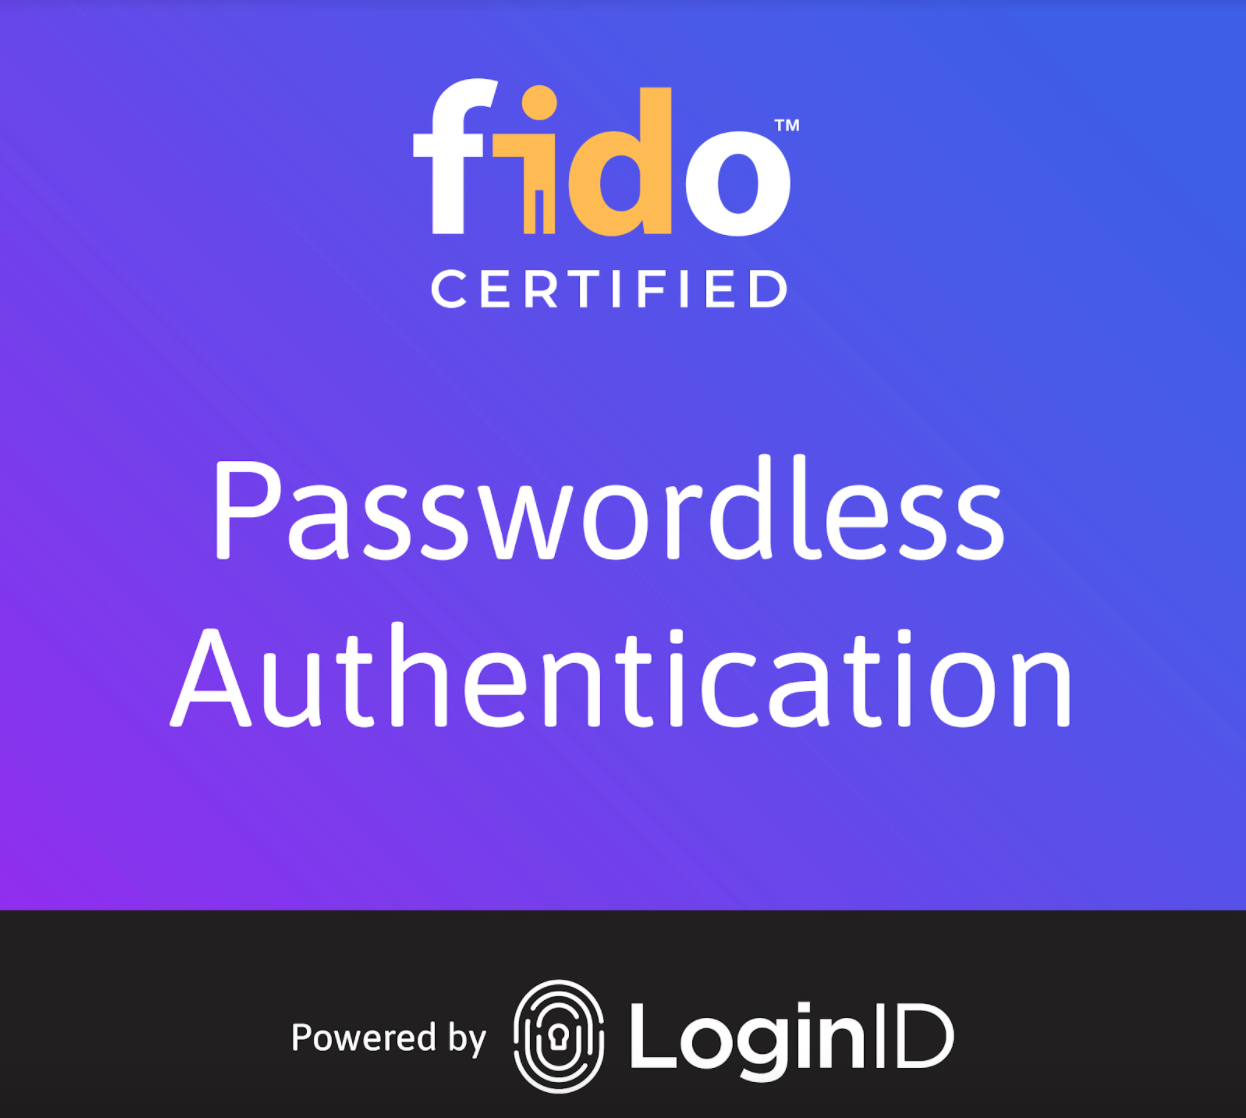 fido™
CERTIFIED
Passwordless
Authentication
Powered by LoginID